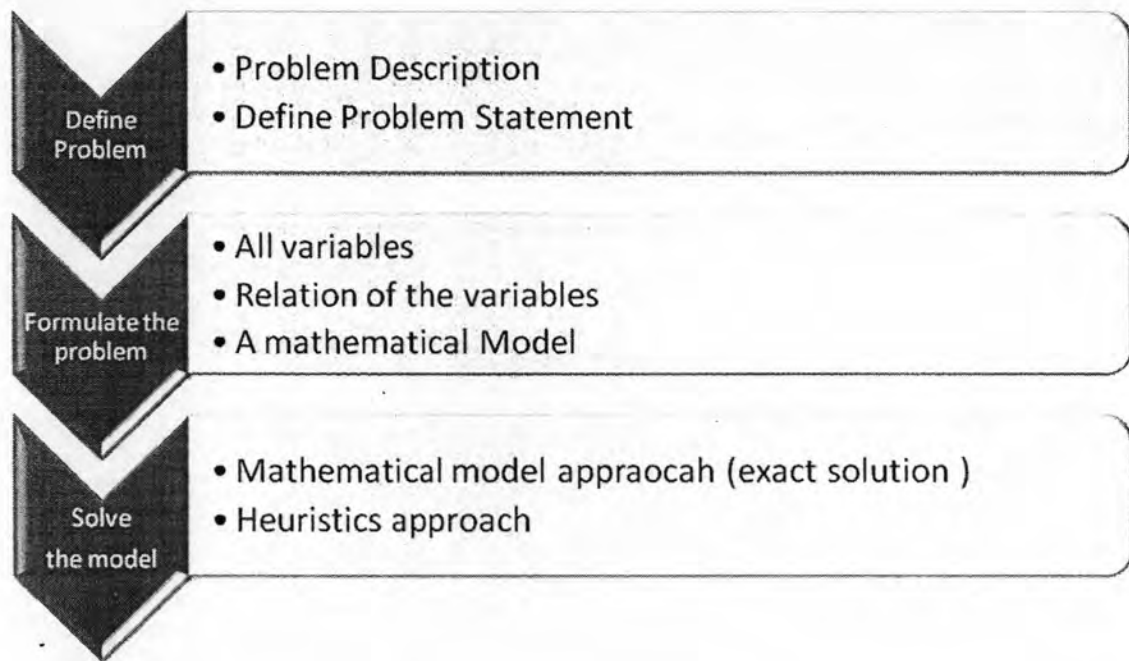 Define
Problem
• Problem Description
• Define Problem Statement
Formulate the
problem
• All variables
• Relation of the variables
• A mathematical Model
Solve
the model
• Mathematical model appraocah (exact solution )
• Heuristics approach